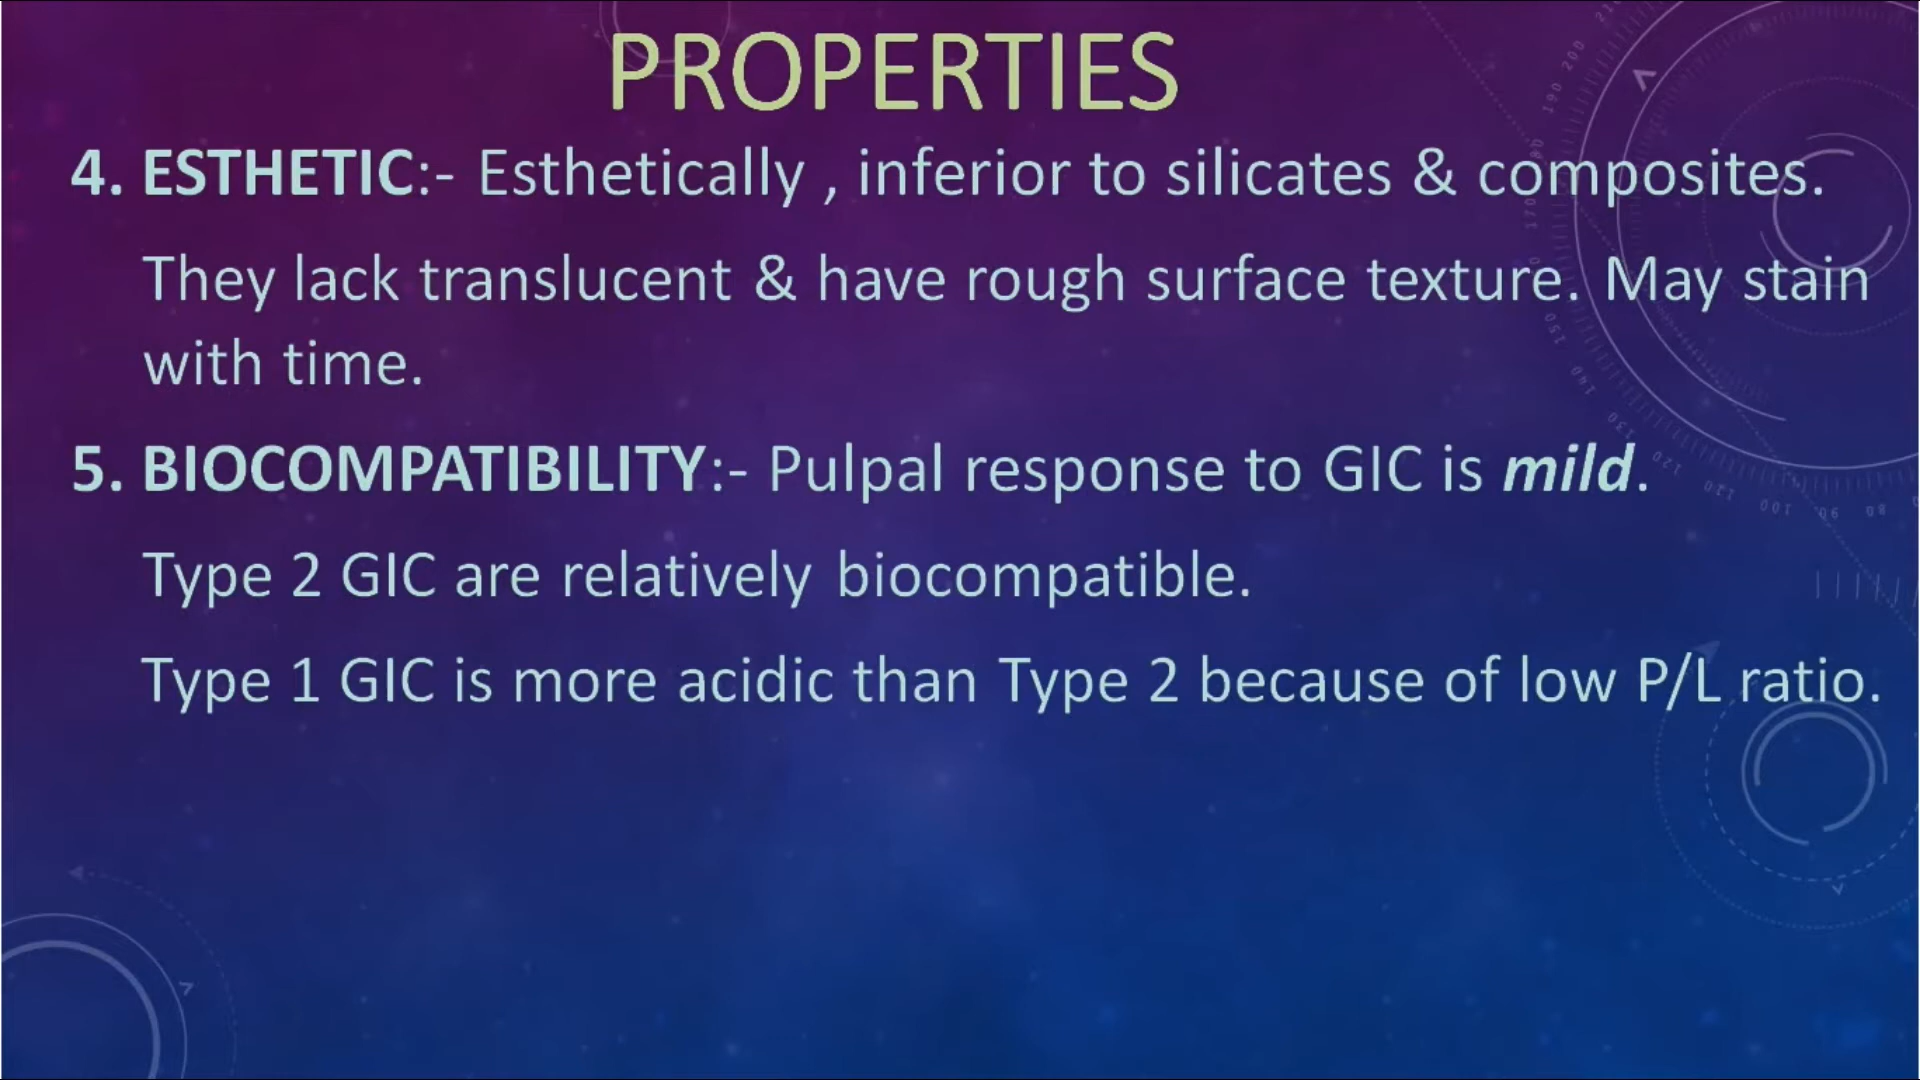 PROPERTIES
4. ESTHETIC:- Esthetically , inferior to silicates & composites.
They lack translucent & have rough surface texture. May stain
with time.
5. BIOCOMPATIBILITY:- Pulpal response to GIC is mild.
Type 2 GIC are relatively biocompatible.
Type 1 GIC is more acidic than Type 2 because of low P/L ratio.